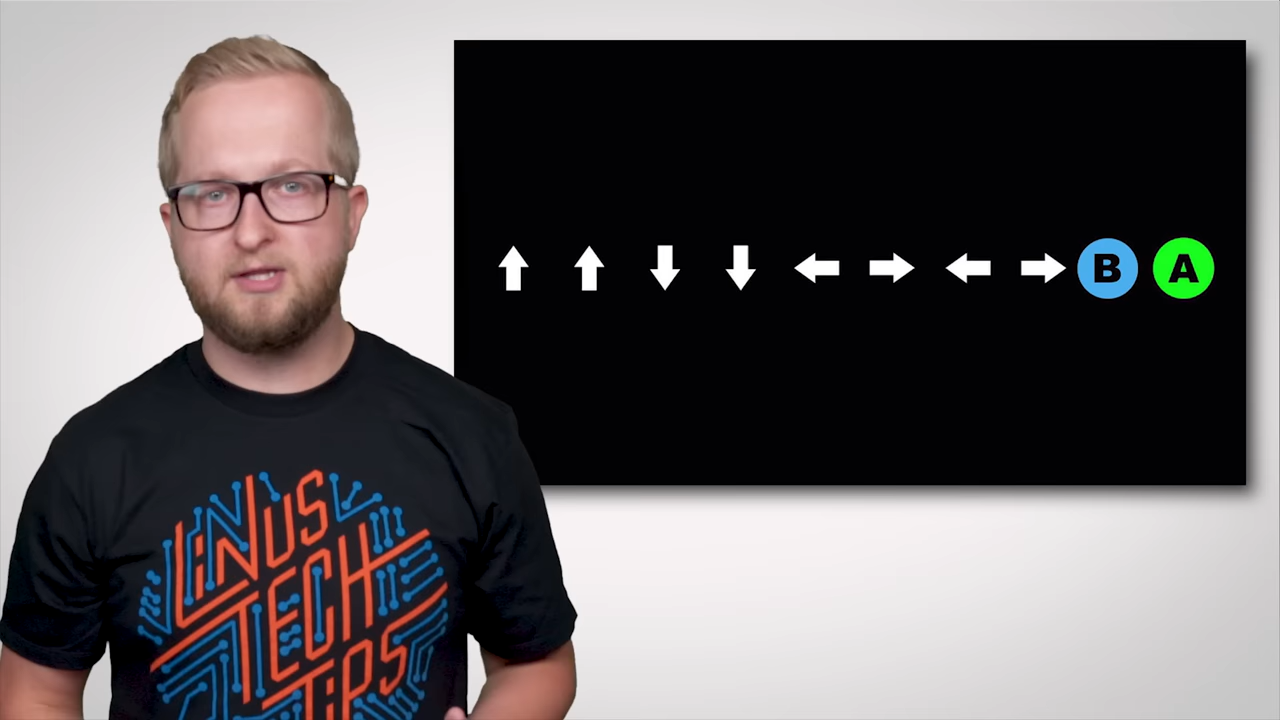 ⬆ ⬆ ⬇ ⬇ ⬅ ➡ ⬅ ➡ B A
LINUS
TECH
TIPS